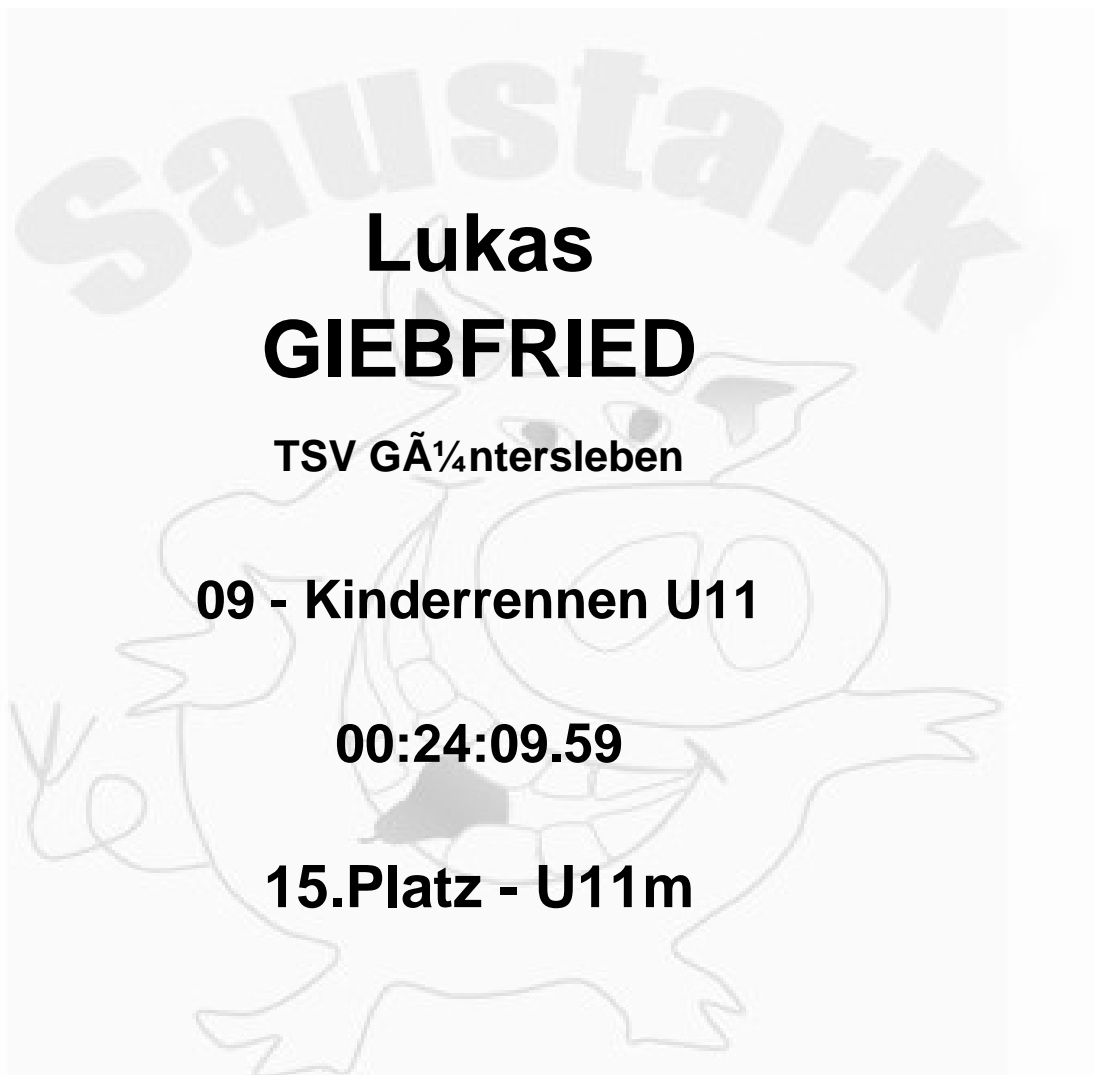 Saustark
Lukas
GIEBFRIED
TSV GÃ¼ntersleben
09 - Kinderrennen U11
00:24:09.59
15.Platz - U11m